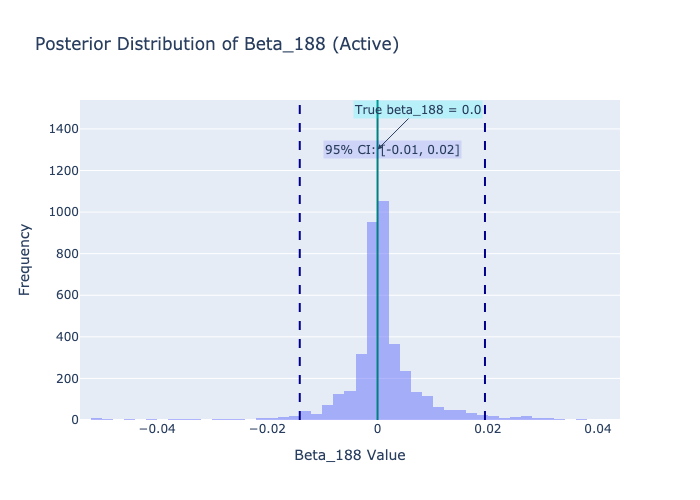 Posterior Distribution of Beta_188 (Active)
True beta_188 = 0.0
95% CI: [-0.01, 0.02]
1400
1200
1000
800
600
400
200
0
Frequency
−0.04
−0.02
0
0.02
0.04
Beta_188 Value